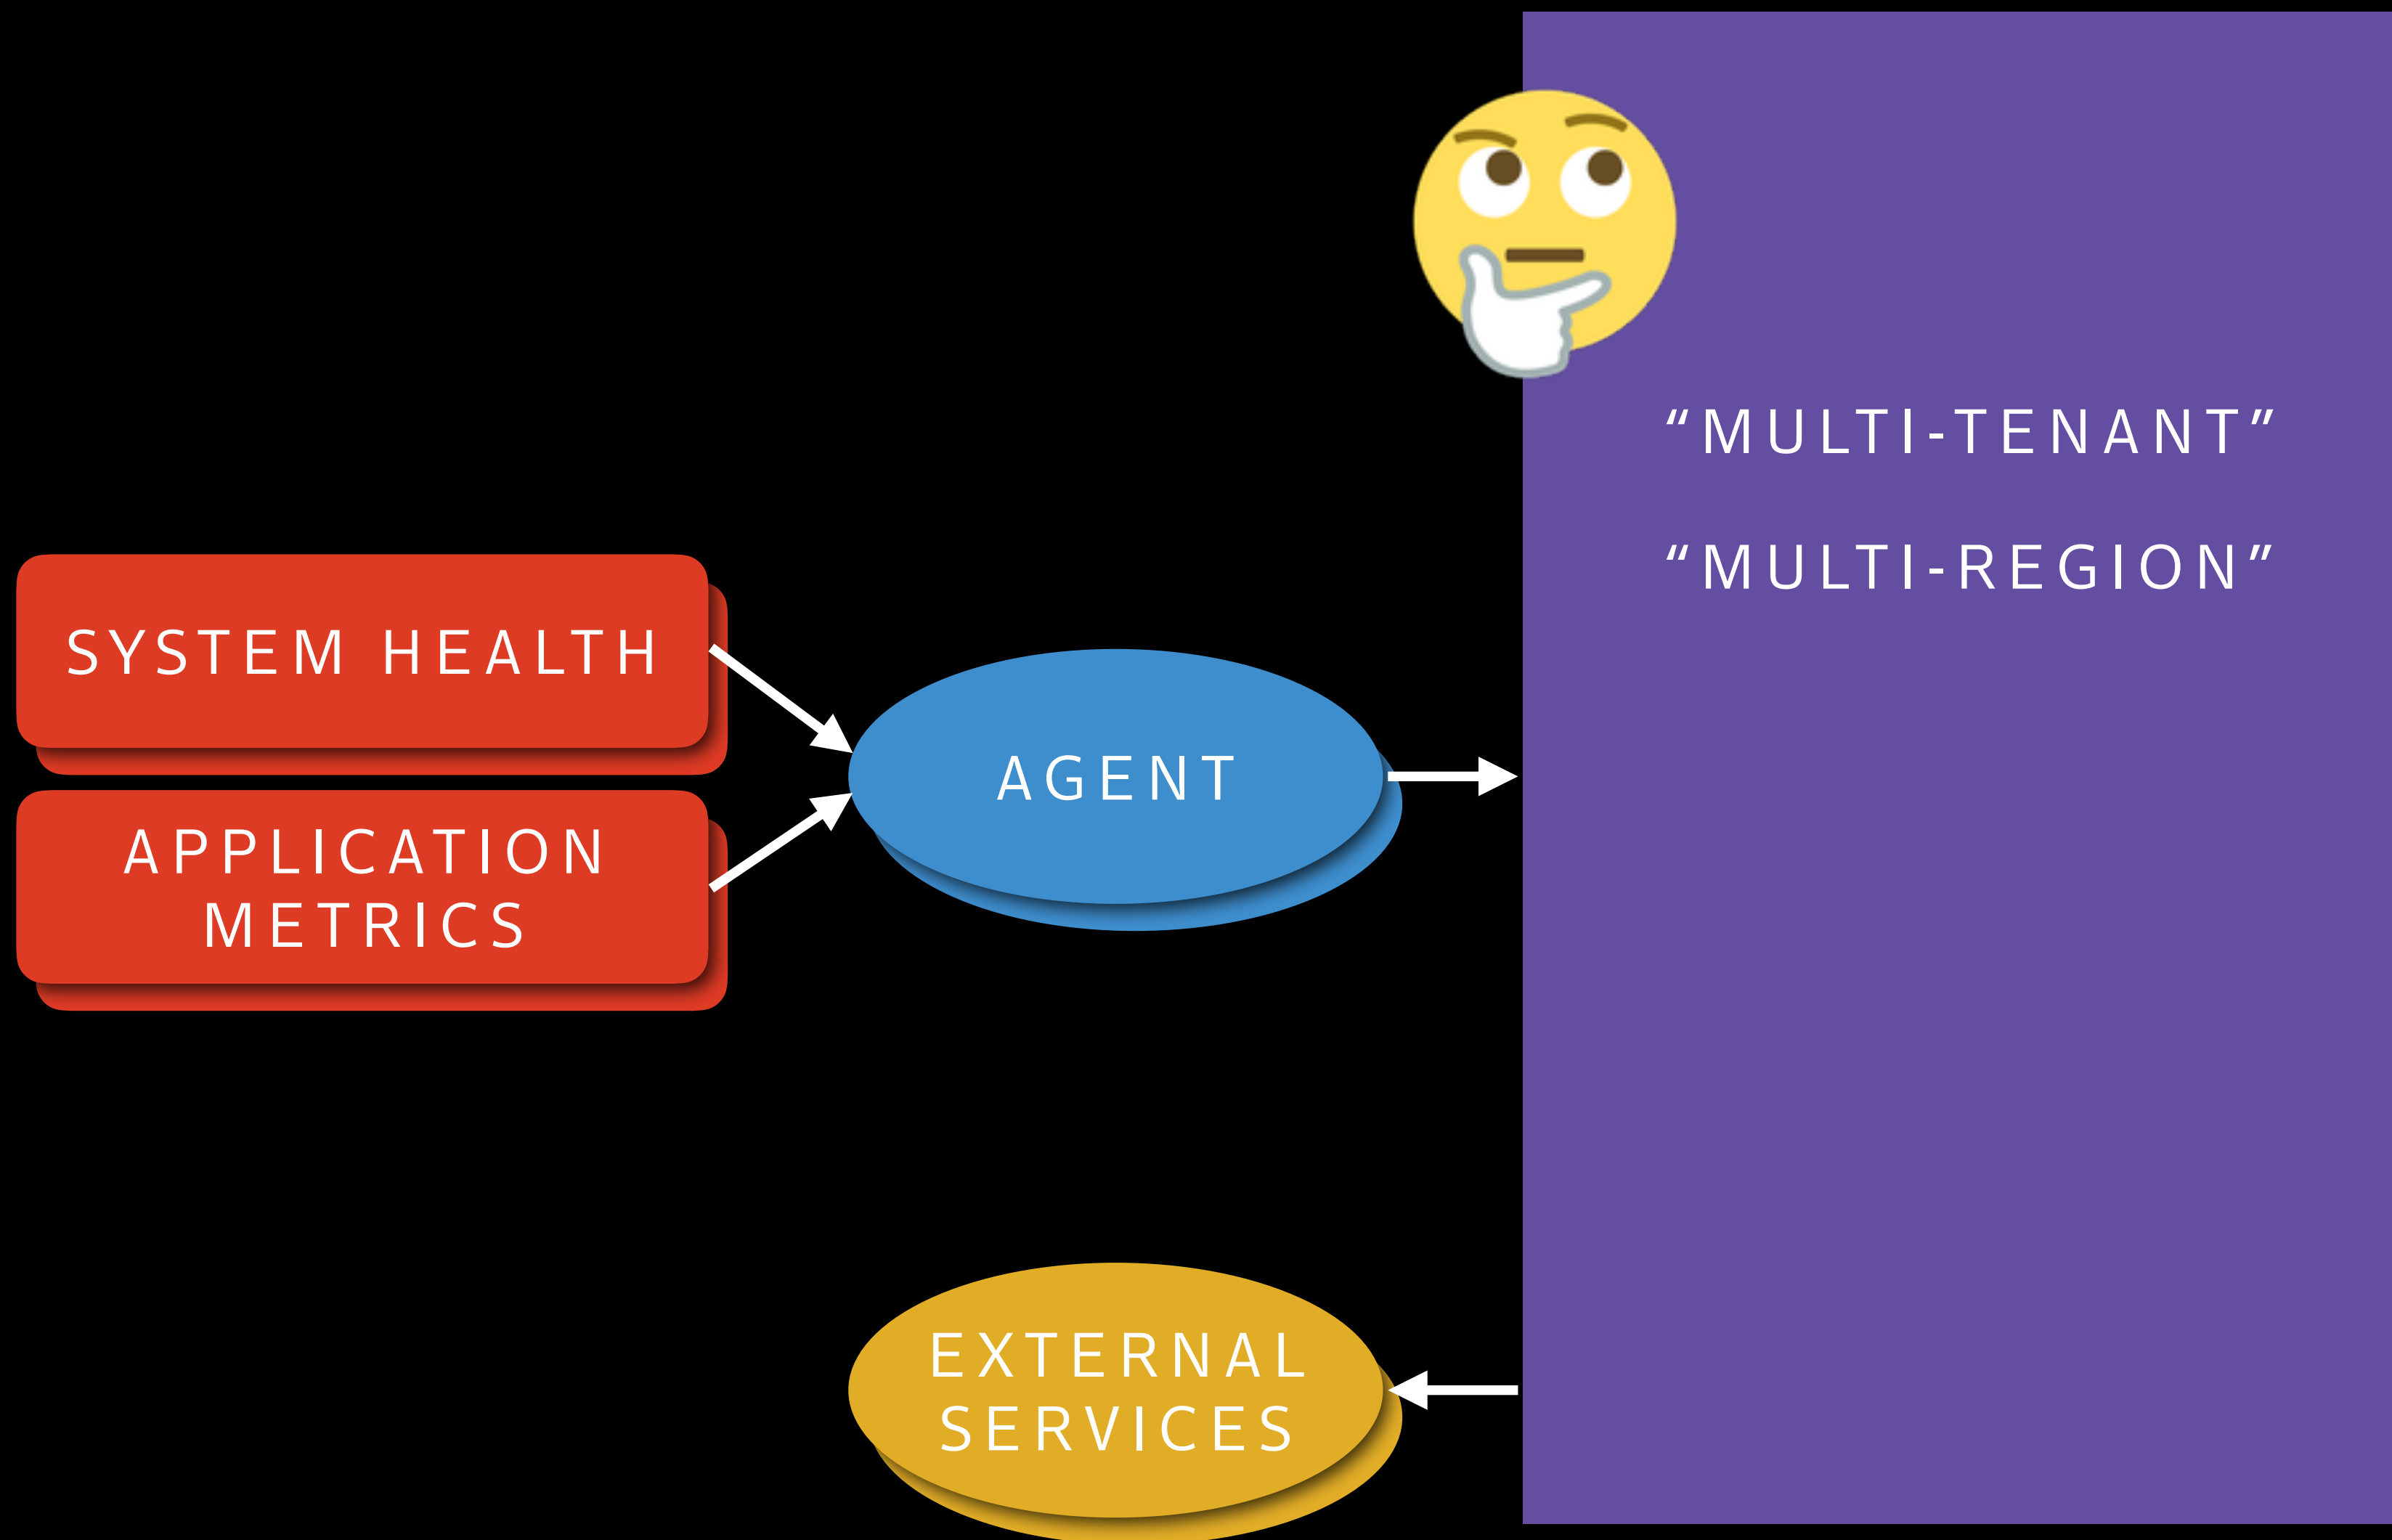 “MULTI-TENANT”
“MULTI-REGION”
SYSTEM HEALTH
APPLICATION
METRICS
AGENT
EXTERNAL
SERVICES